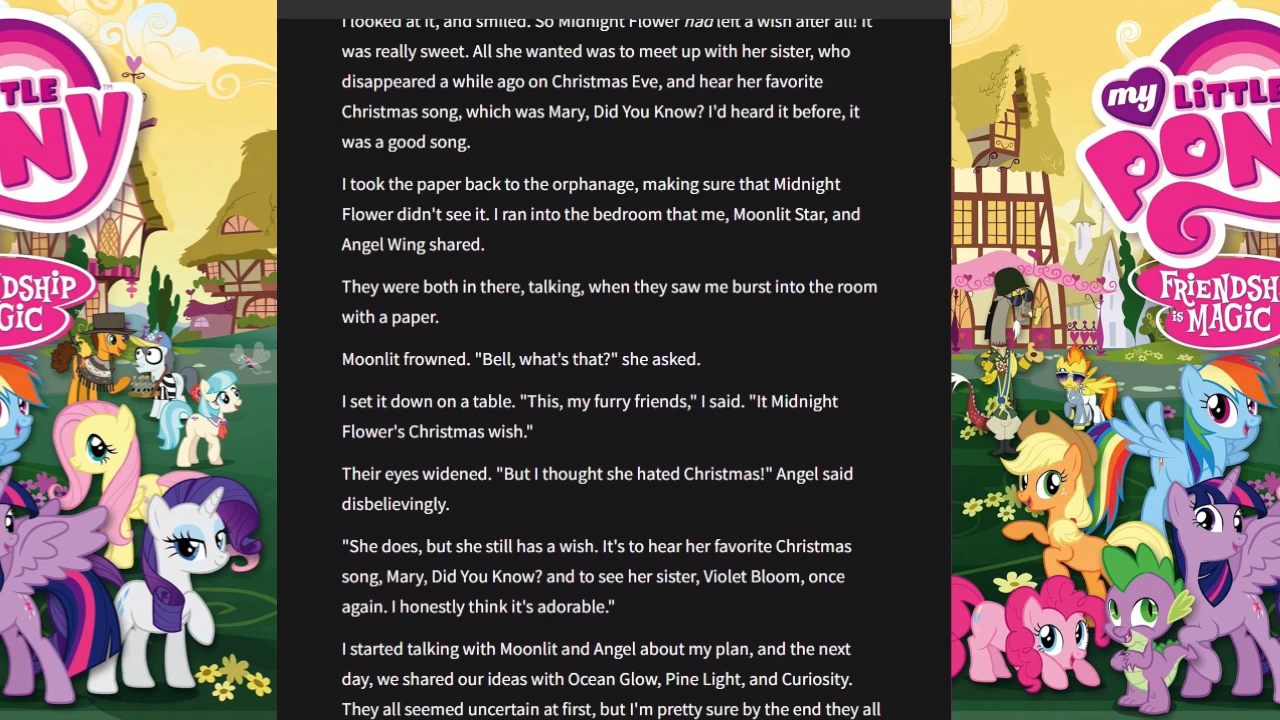 I looked at it, and smiled. So Midnight Flower had left a wish after all! It
was really sweet. All she wanted was to meet up with her sister, who
disappeared a while ago on Christmas Eve, and hear her favorite
Christmas song, which was Mary, Did You Know? I'd heard it before, it
was a good song.
I took the paper back to the orphanage, making sure that Midnight
Flower didn't see it. I ran into the bedroom that me, Moonlit Star, and
Angel Wing shared.
They were both in there, talking, when they saw me burst into the room
with a paper.
Moonlit frowned. "Bell, what's that?" she asked.
I set it down on a table. "This, my furry friends," I said. "It Midnight
Flower's Christmas wish."
Their eyes widened. "But I thought she hated Christmas!" Angel said
disbelievingly.
"She does, but she still has a wish. It's to hear her favorite Christmas
song, Mary, Did You Know? and to see her sister, Violet Bloom, once
again. I honestly think it's adorable."
I started talking with Moonlit and Angel about my plan, and the next
day, we shared our ideas with Ocean Glow, Pine Light, and Curiosity.
They all seemed uncertain at first, but I'm pretty sure by the end they all
TLE
NY
™
DSHIP
GIC
my LiTTLE
PON
FRiENDSH
is MAGiC